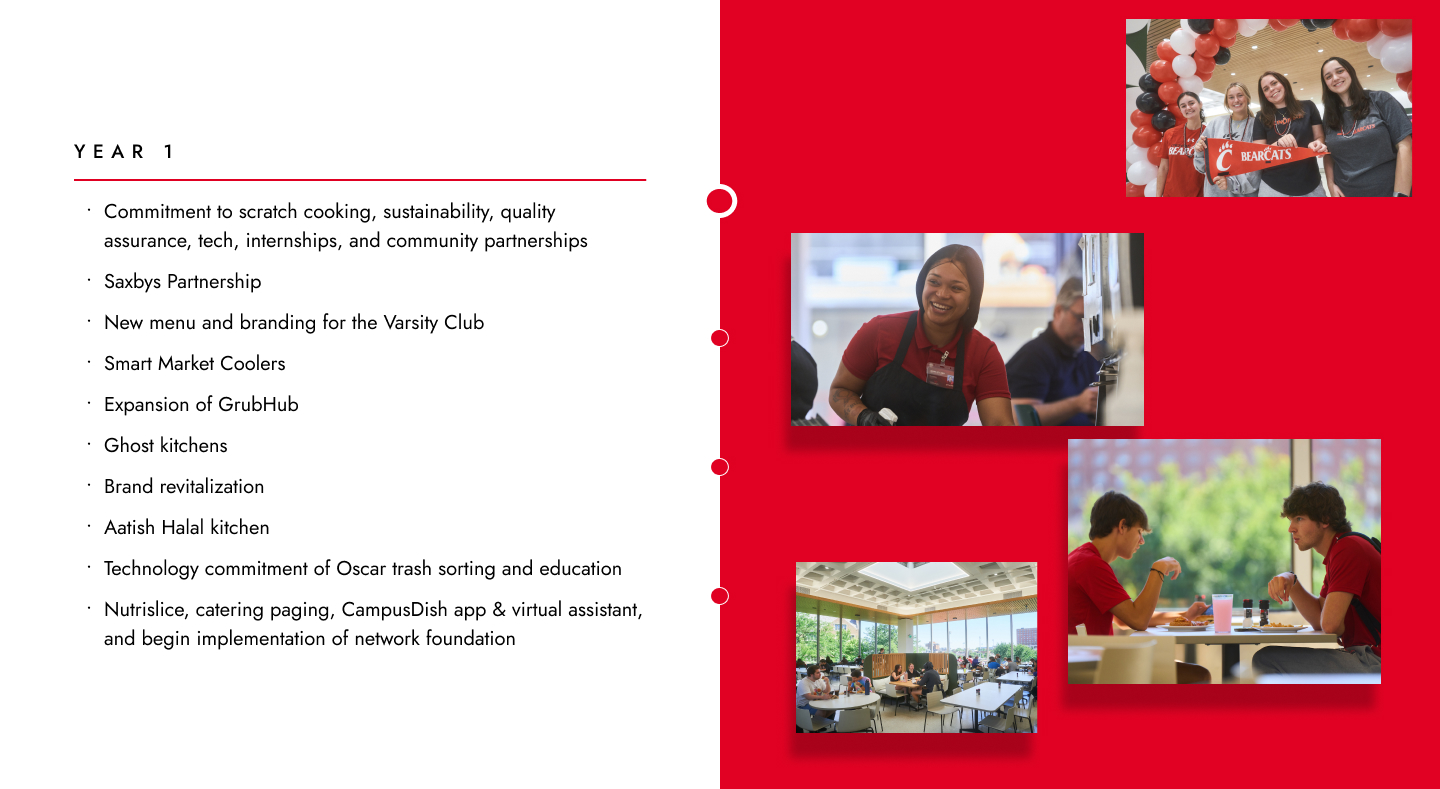 YEAR 1
· Commitment to scratch cooking, sustainability, quality
assurance, tech, internships, and community partnerships
· Saxbys Partnership
· New menu and branding for the Varsity Club
· Smart Market Coolers
· Expansion of GrubHub
· Ghost kitchens
· Brand revitalization
· Aatish Halal kitchen
· Technology commitment of Oscar trash sorting and education
· Nutrislice, catering paging, CampusDish app & virtual assistant,
and begin implementation of network foundation
C BEARCATS